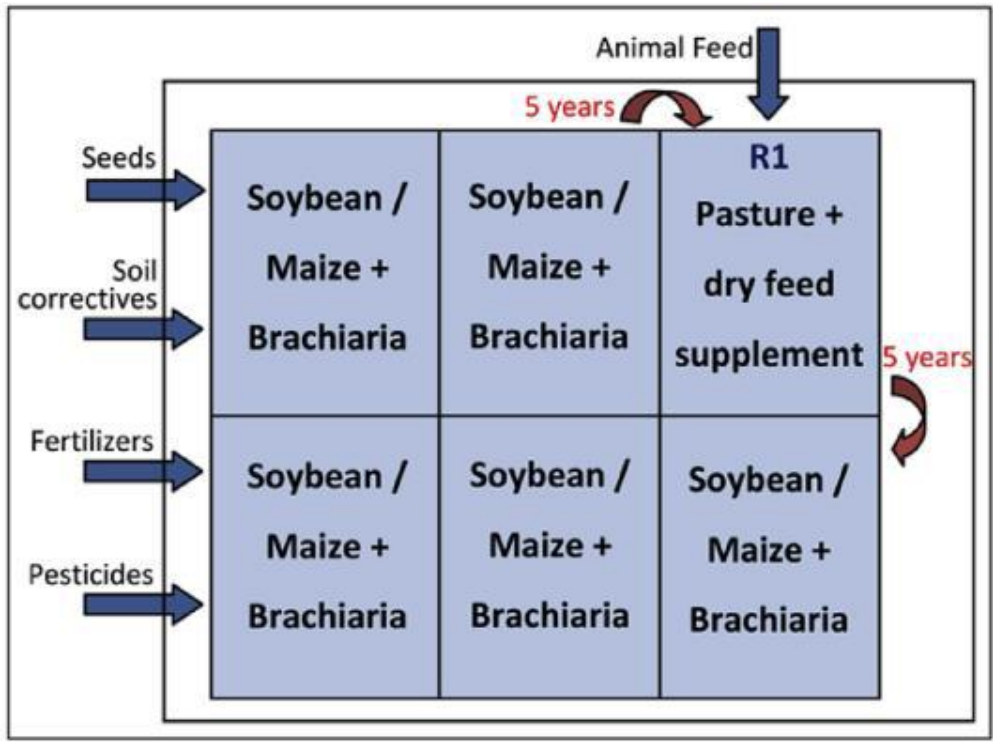 Animal Feed
5 years
Seeds
Soil
correctives
Fertilizers
Pesticides
Soybean /
Maize +
Brachiaria
Soybean /
Maize +
Brachiaria
R1
Pasture +
dry feed
supplement
5 years
Soybean /
Maize +
Brachiaria
Soybean /
Maize +
Brachiaria
Soybean /
Maize +
Brachiaria